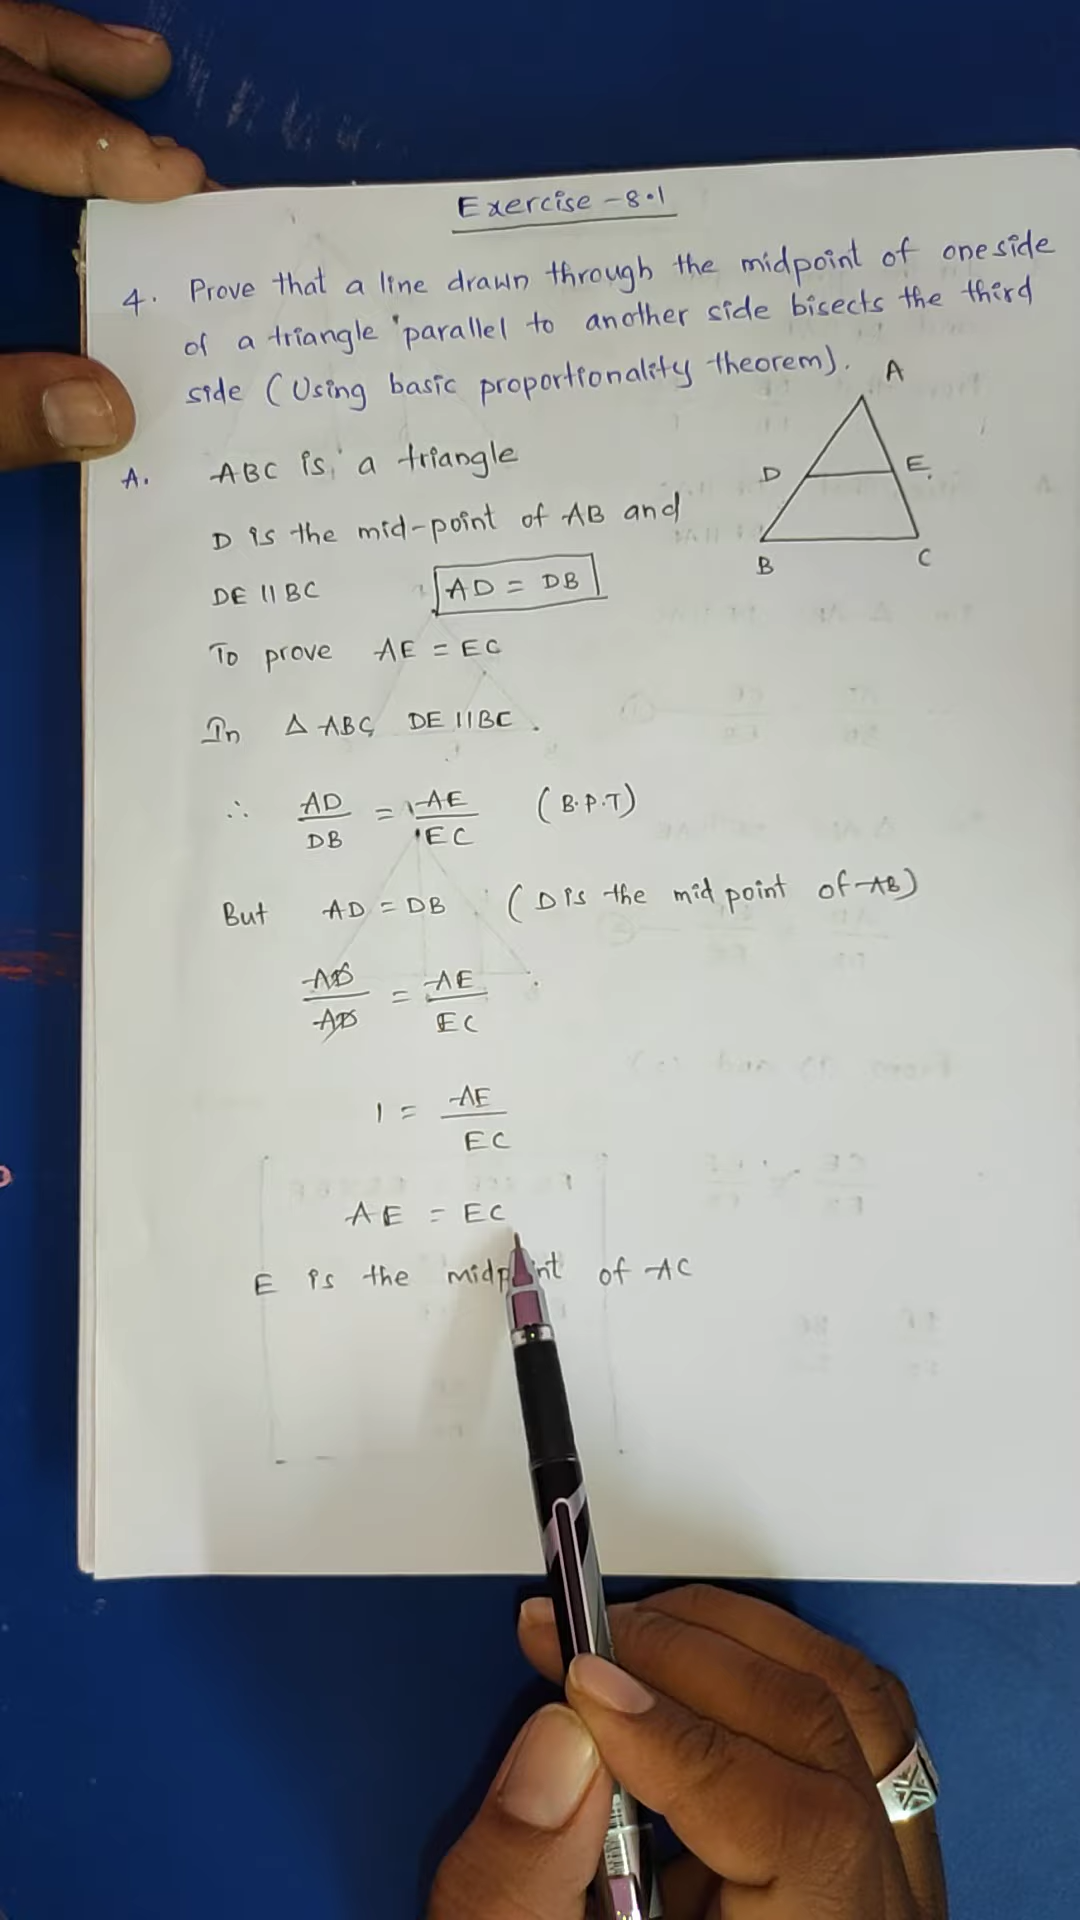 Exercise - 8.1
4. Prove that a line drawn through the midpoint of one side
of a triangle parallel to another side bisects the third
side (Using basic proportionality theorem).
A
D
E.
B
C
A. ABC is a triangle
D is the mid-point of AB and
DE || BC AD = DB
To prove AE = EC
In Δ ABC, DE || BC.
∴ AD/DB = AE/EC (B.P.T)
But AD = DB (D is the mid point of AB)
AD/AD = AE/EC
1 = AE/EC
AE = EC
E is the midpoint of AC